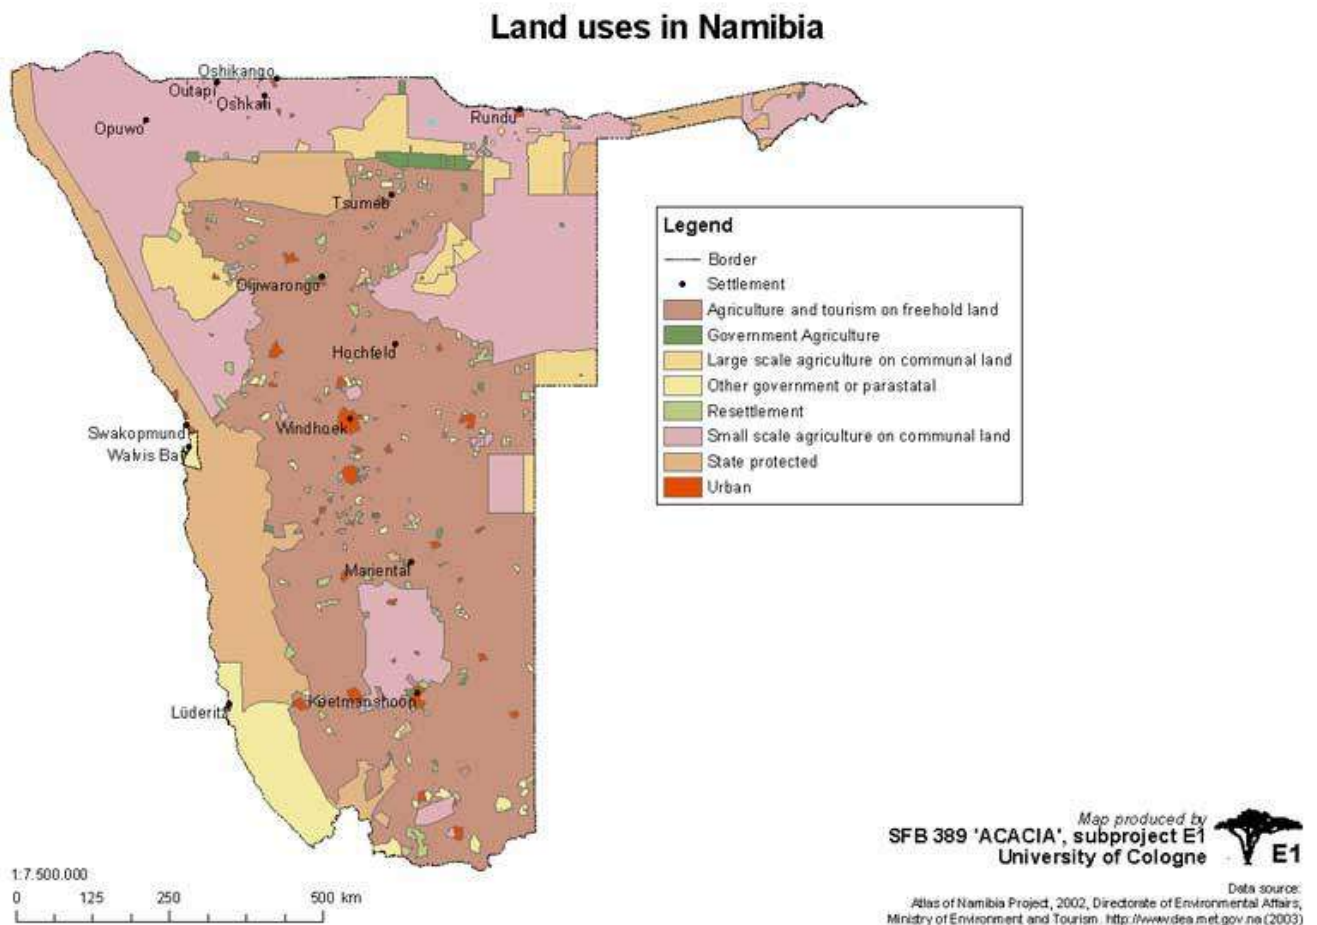 Land uses in Namibia
Oshikango
Outapi
Oshkati
Opuwo
Rundu
Tsumeb
Otjiwarongo
Hochfeld
Windhoek
Swakopmund
Walvis Ba
Mariental
Keetmanshoop
Lüderitz
Legend
Border
Settlement
Agriculture and tourism on freehold land
Government Agriculture
Large scale agriculture on communal land
Other government or parastatal
Resettlement
Small scale agriculture on communal land
State protected
Urban
Map produced by
SFB 389 'ACACIA', subproject E1
University of Cologne
E1
Data source:
Atlas of Namibia Project, 2002, Directorate of Environmental Affairs,
Ministry of Environment and Tourism. http://www.dea.met.gov.na (2003)
1:7.500.000
0 125 250 500 km